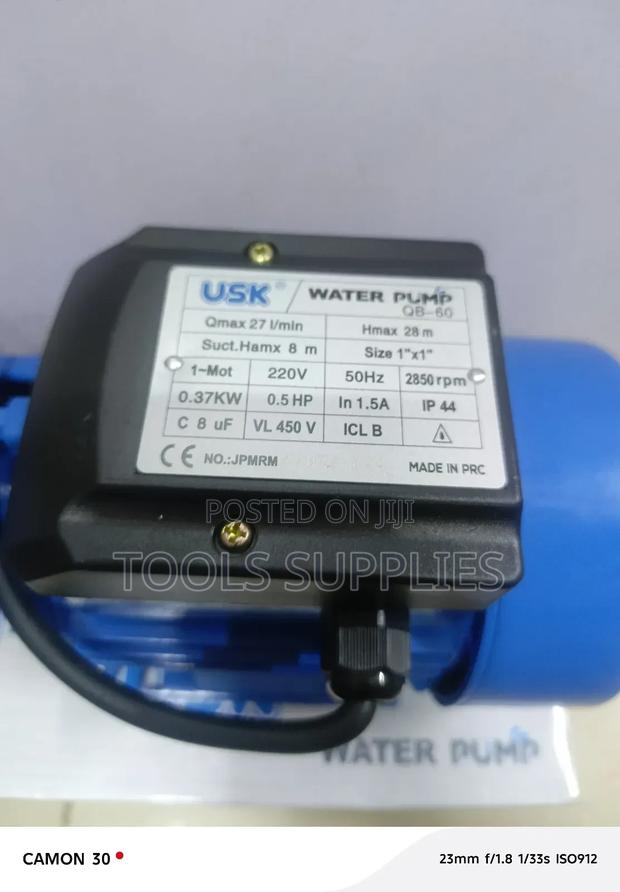 USK® WATER PUMP
QB-60
Qmax 27 l/min Hmax 28 m
Suct.Hamx 8 m Size 1"x1"
1~Mot 220V 50Hz 2850 rpm
0.37KW 0.5 HP In 1.5A IP 44
C 8 uF VL 450 V ICL B
CE NO.:JPMRM MADE IN PRC
POSTED ON JIJI
TOOLS SUPPLIES
WATER PUMP
CAMON 30 23mm f/1.8 1/33s ISO912